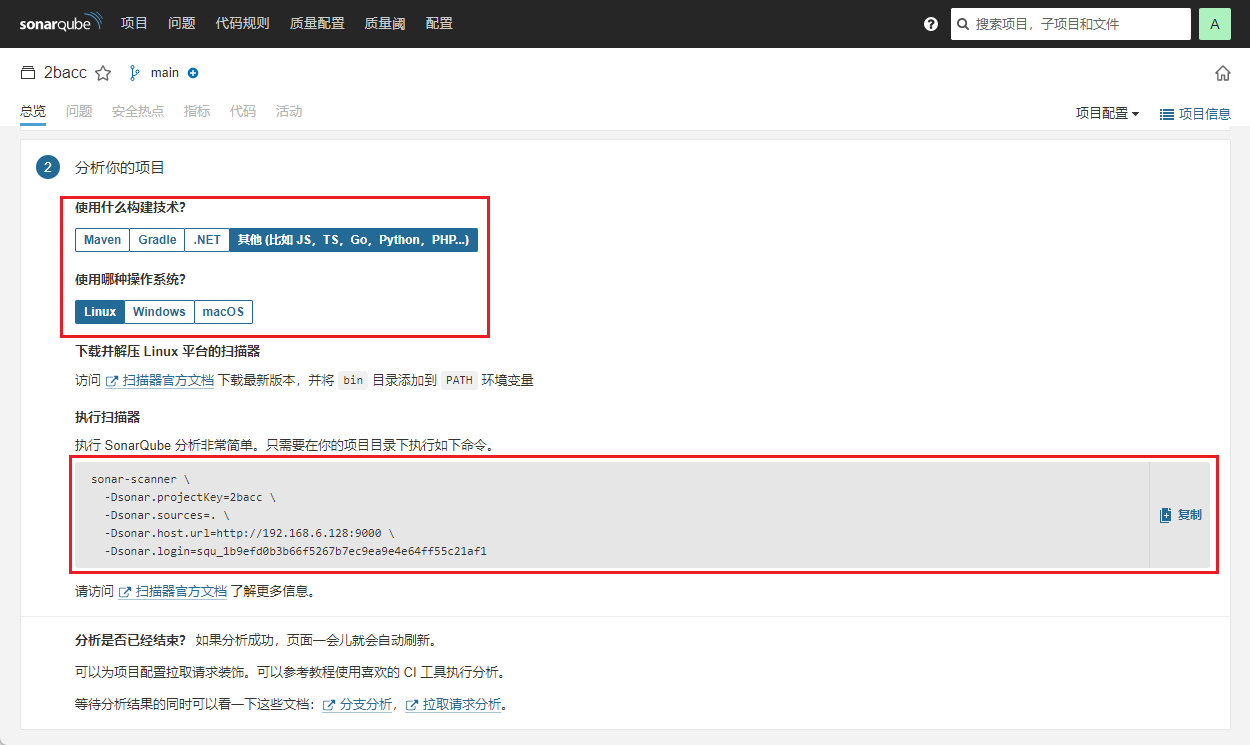 sonarqube 项目 问题 代码规则 质量配置 质量阈 配置 ? 搜索项目，子项目和文件 A
2bacc main
总览 问题 安全热点 指标 代码 活动 项目配置 项目信息
2 分析你的项目
使用什么构建技术？
Maven Gradle .NET 其他 (比如 JS，TS，Go，Python，PHP...)
使用哪种操作系统？
Linux Windows macOS
下载并解压 Linux 平台的扫描器
访问 扫描器官方文档 下载最新版本，并将 bin 目录添加到 PATH 环境变量
执行扫描器
执行 SonarQube 分析非常简单。只需要在你的项目目录下执行如下命令。
sonar-scanner \
-Dsonar.projectKey=2bacc \
-Dsonar.sources=. \
复制
-Dsonar.host.url=http://192.168.6.128:9000 \
-Dsonar.login=squ_1b9efd0b3b66f5267b7ec9ea9e4e64ff55c21af1
请访问 扫描器官方文档 了解更多信息。
分析是否已经结束？ 如果分析成功，页面一会儿就会自动刷新。
可以为项目配置拉取请求装饰。可以参考教程使用喜欢的 CI 工具执行分析。
等待分析结果的同时可以看一下这些文档： 分支分析， 拉取请求分析。